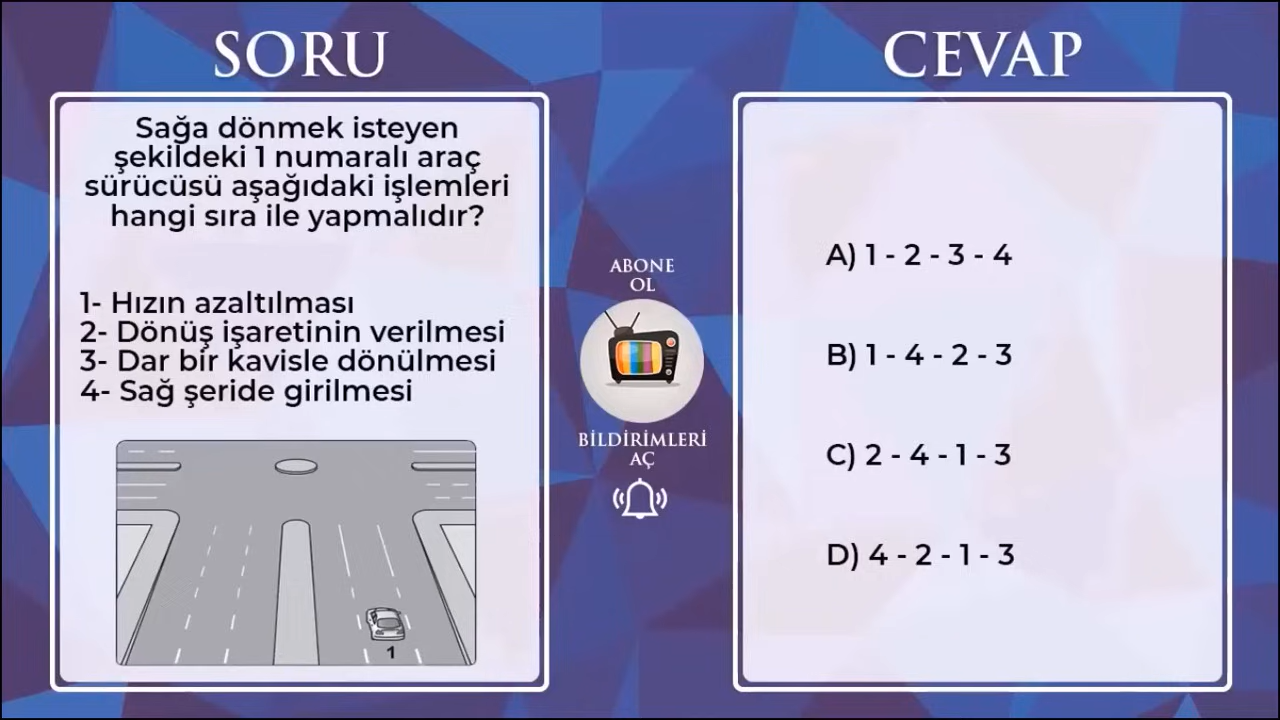 SORU
Sağa dönmek isteyen
şekildeki 1 numaralı araç
sürücüsü aşağıdaki işlemleri
hangi sıra ile yapmalıdır?
1- Hızın azaltılması
2- Dönüş işaretinin verilmesi
3- Dar bir kavisle dönülmesi
4- Sağ şeride girilmesi
1
ABONE
OL
BİLDİRİMLERİ
AÇ
CEVAP
A) 1 - 2 - 3 - 4
B) 1 - 4 - 2 - 3
C) 2 - 4 - 1 - 3
D) 4 - 2 - 1 - 3